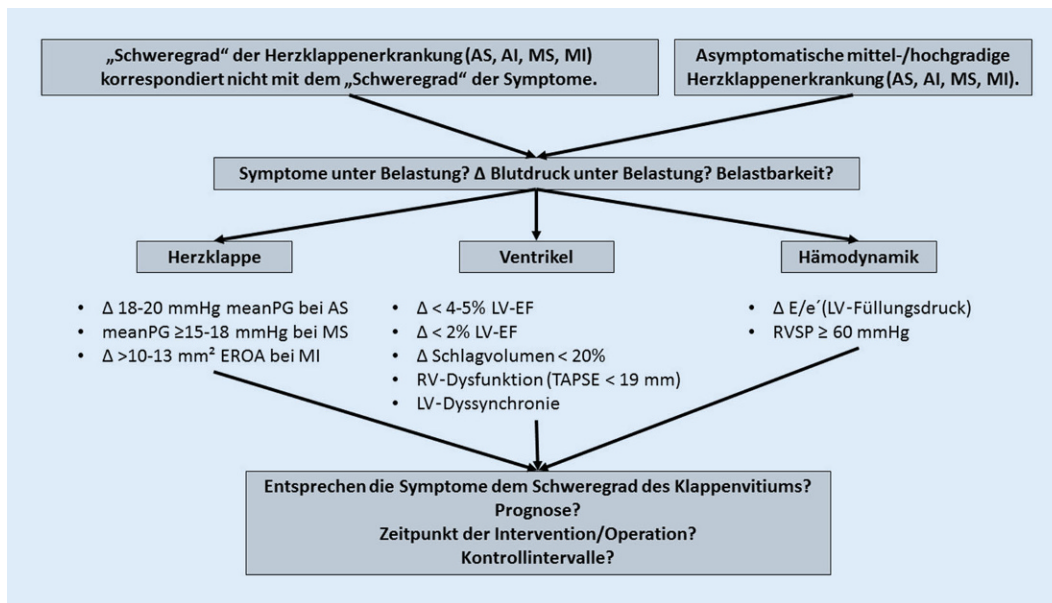 „Schweregrad“ der Herzklappenerkrankung (AS, AI, MS, MI)
korrespondiert nicht mit dem „Schweregrad“ der Symptome.
Asymptomatische mittel-/hochgradige
Herzklappenerkrankung (AS, AI, MS, MI).
Symptome unter Belastung? Δ Blutdruck unter Belastung? Belastbarkeit?
Herzklappe
• Δ 18-20 mmHg meanPG bei AS
• meanPG ≥15-18 mmHg bei MS
• Δ >10-13 mm² EROA bei MI
Ventrikel
• Δ < 4-5% LV-EF
• Δ < 2% LV-EF
• Δ Schlagvolumen < 20%
• RV-Dysfunktion (TAPSE < 19 mm)
• LV-Dyssynchronie
Hämodynamik
• Δ E/e´ (LV-Füllungsdruck)
• RVSP ≥ 60 mmHg
Entsprechen die Symptome dem Schweregrad des Klappenvitiums?
Prognose?
Zeitpunkt der Intervention/Operation?
Kontrollintervalle?